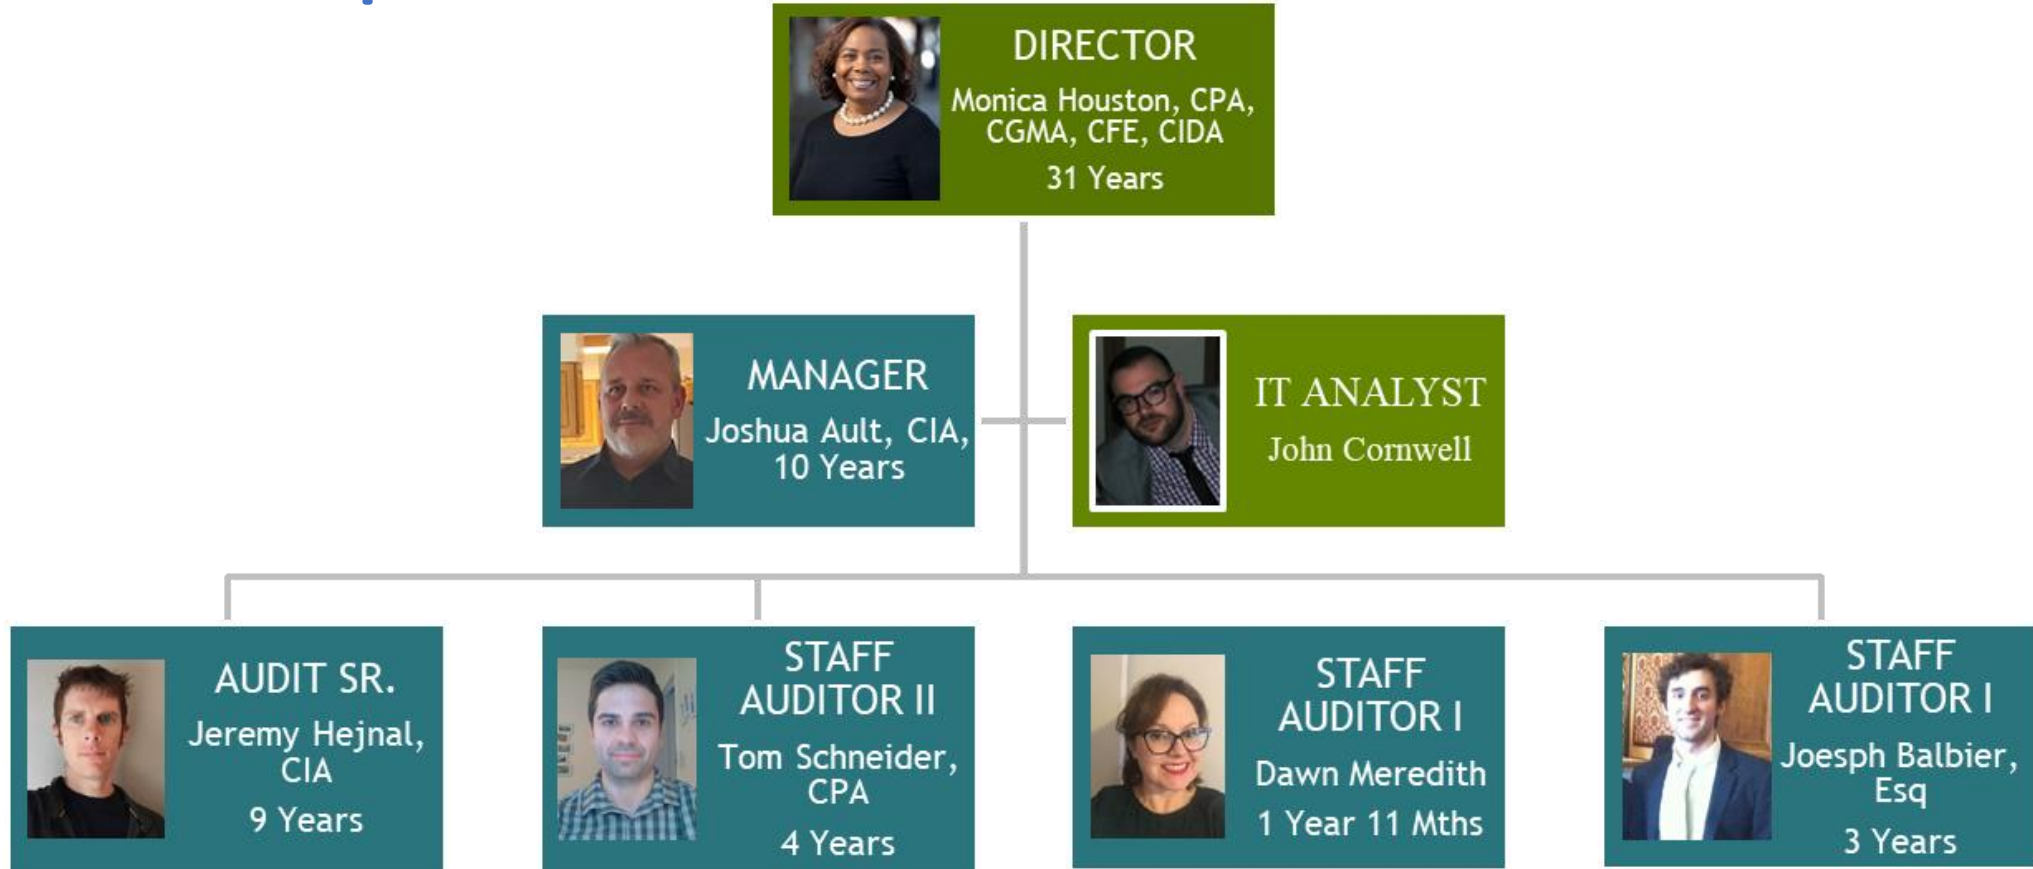 DIRECTOR
Monica Houston, CPA,
CGMA, CFE, CIDA
31 Years
MANAGER
Joshua Ault, CIA,
10 Years
IT ANALYST
John Cornwell
AUDIT SR.
Jeremy Hejnal,
CIA
9 Years
STAFF
AUDITOR II
Tom Schneider,
CPA
4 Years
STAFF
AUDITOR I
Dawn Meredith
1 Year 11 Mths
STAFF
AUDITOR I
Joesph Balbier,
Esq
3 Years